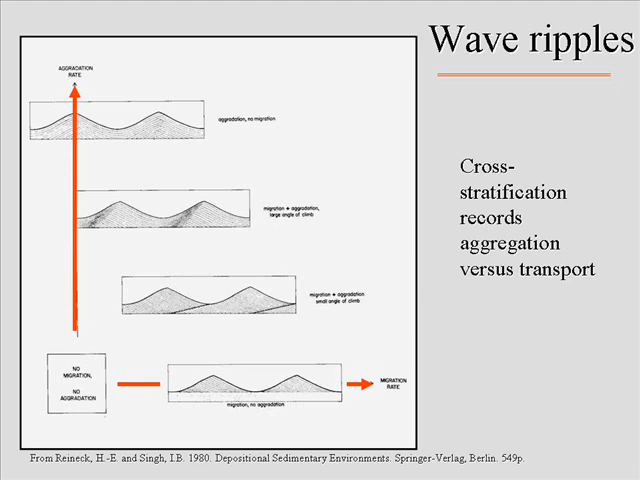 Wave ripples
AGGRADATION
RATE
aggradation, no migration
migration + aggradation,
large angle of climb
migration + aggradation
small angle of climb
NO
MIGRATION,
NO
AGGRADATION
migration, no aggradation
MIGRATION
RATE
Cross-
stratification
records
aggregation
versus transport
From Reineck, H.-E. and Singh, I.B. 1980. Depositional Sedimentary Environments. Springer-Verlag, Berlin. 549p.